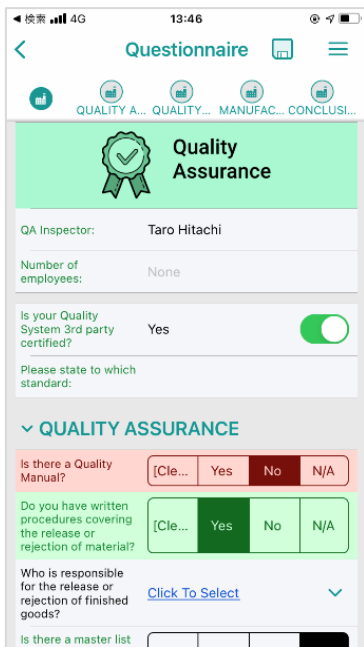 ◀検索 4G 13:46
Questionnaire
QUALITY A... QUALITY... MANUFAC... CONCLUSI...
Quality
Assurance
QA Inspector: Taro Hitachi
Number of
employees: None
Is your Quality
System 3rd party
certified? Yes
Please state to which
standard:
QUALITY ASSURANCE
Is there a Quality
Manual? [Cle... Yes No N/A
Do you have written
procedures covering
the release or
rejection of material? [Cle... Yes No N/A
Who is responsible
for the release or
rejection of finished
goods? Click To Select
Is there a master list